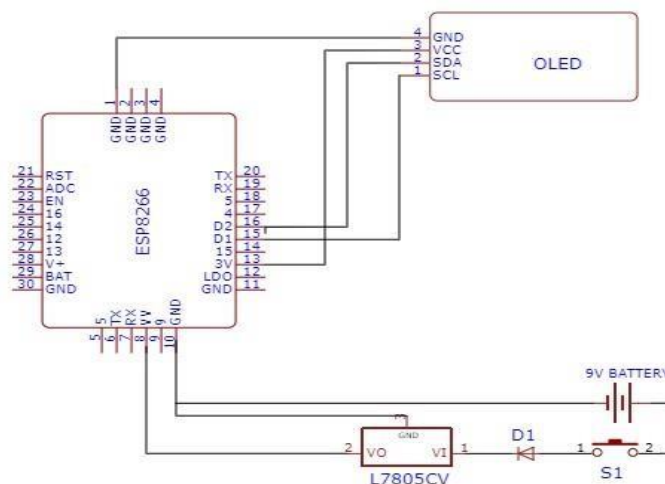 4 GND
3 VCC
2 SDA
1 SCL
OLED
1 2 3 4
GND GND GND GND
ESP8266
21 RST
22 ADC
23 EN
24 16
25 14
26 12
27 13
28 V+
29 BAT
30 GND
TX 20
RX 19
5 18
4 17
D2 16
D1 15
15 14
3V 13
LDO 12
GND 11
5 TX RX VV 9 GND
5 6 7 8 9 10
9V BATTERY
3
GND
2 VO VI 1
L7805CV
D1
1 2
S1